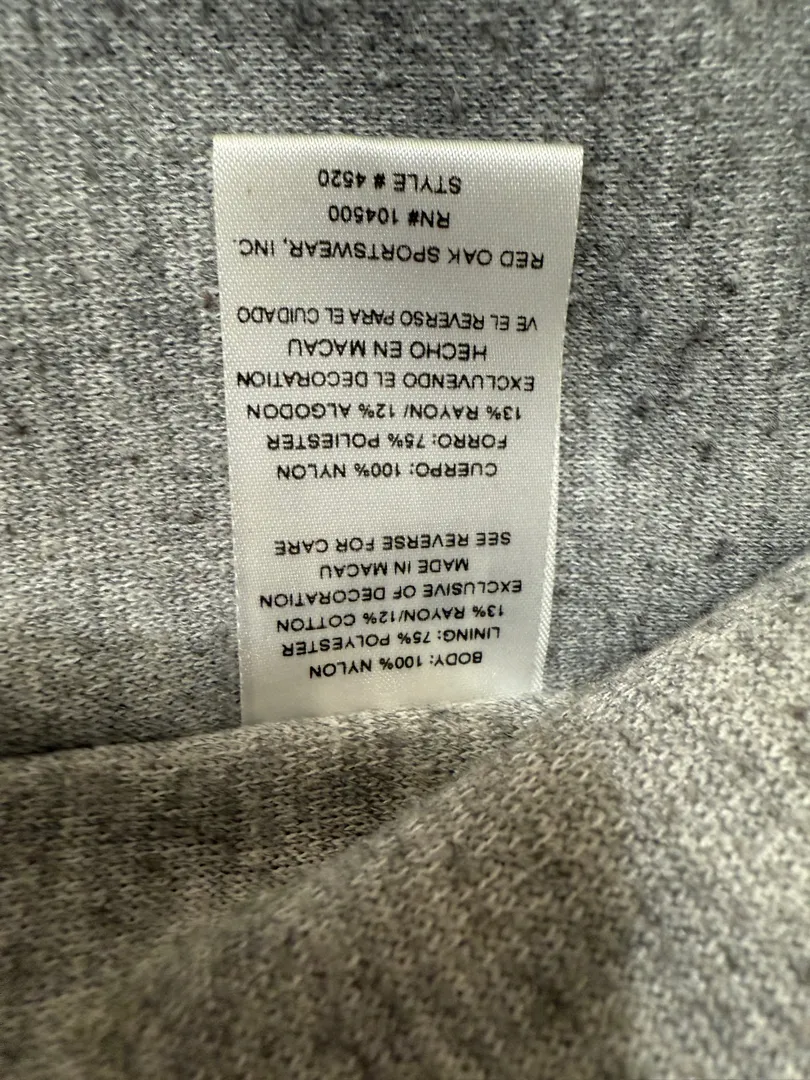 BODY: 100% NYLON
LINING: 75% POLYESTER
13% RAYON/12% COTTON
EXCLUSIVE OF DECORATION
MADE IN MACAU
SEE REVERSE FOR CARE
CUERPO: 100% NYLON
FORRO: 75% POLIESTER
13% RAYON/ 12% ALGODON
EXCLUVENDO EL DECORATION
HECHO EN MACAU
VE EL REVERSO PARA EL CUIDADO
RED OAK SPORTSWEAR, INC.
RN# 104500
STYLE # 4520